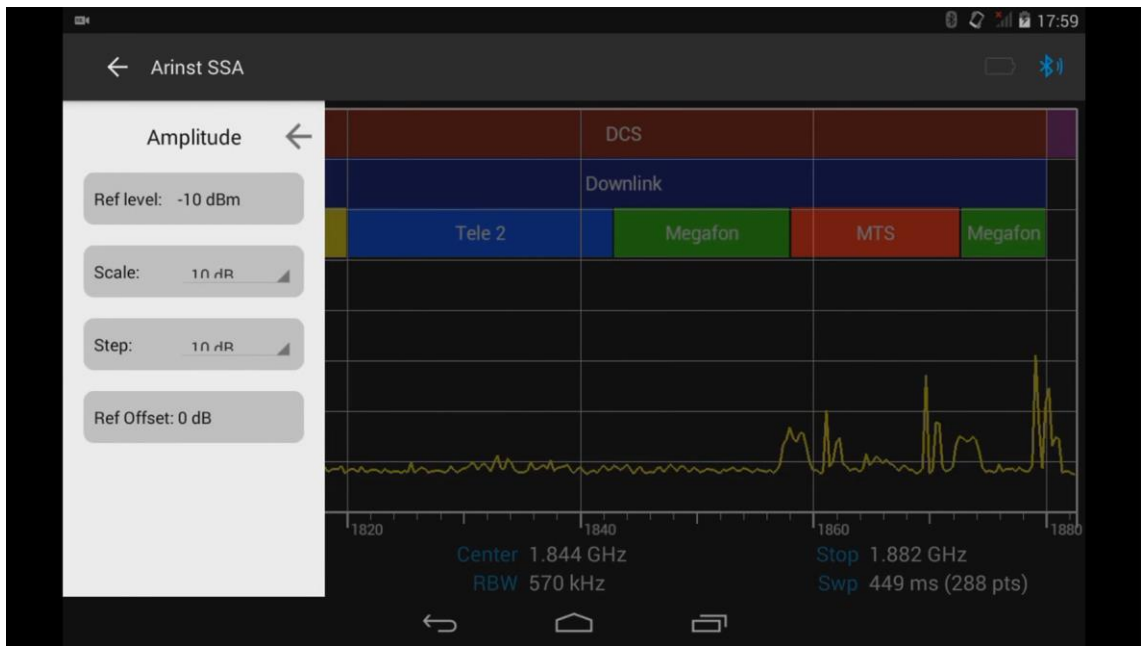 17:59
Arinst SSA
Amplitude
Ref level: -10 dBm
Scale: 10 dB
Step: 10 dB
Ref Offset: 0 dB
DCS
Downlink
Tele 2 Megafon MTS Megafon
1820 1840 1860 1880
Center 1.844 GHz Stop 1.882 GHz
RBW 570 kHz Swp 449 ms (288 pts)